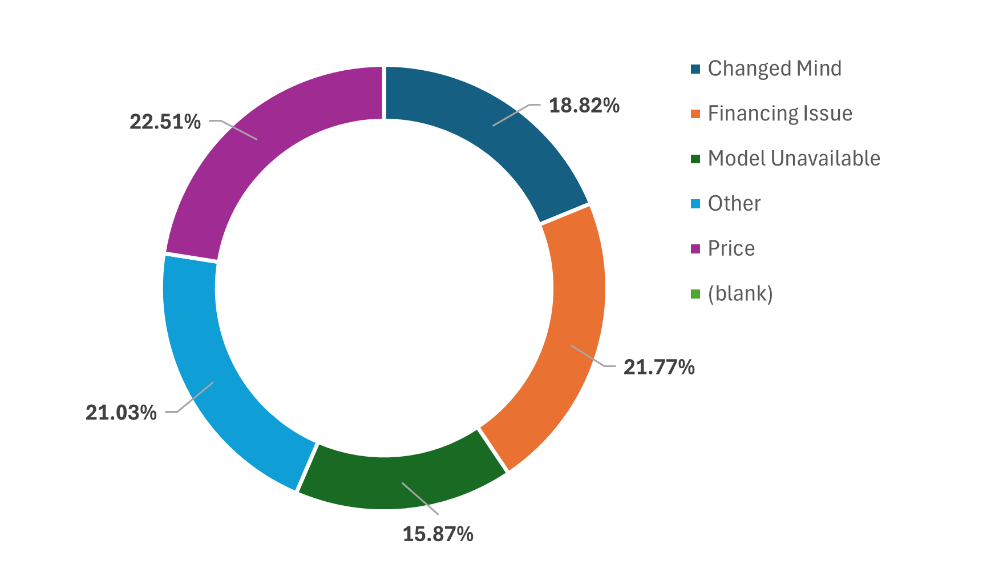 Changed Mind
18.82%
Financing Issue
22.51%
Model Unavailable
Other
Price
(blank)
21.77%
21.03%
15.87%